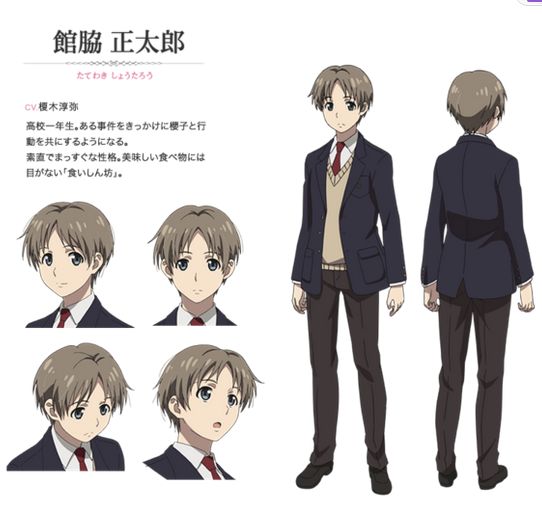 館脇 正太郎
たてわき しょうたろう
CV.榎木淳弥
高校一年生。ある事件をきっかけに櫻子と行
動を共にするようになる。
素直でまっすぐな性格。美味しい食べ物には
目がない「食いしん坊」。